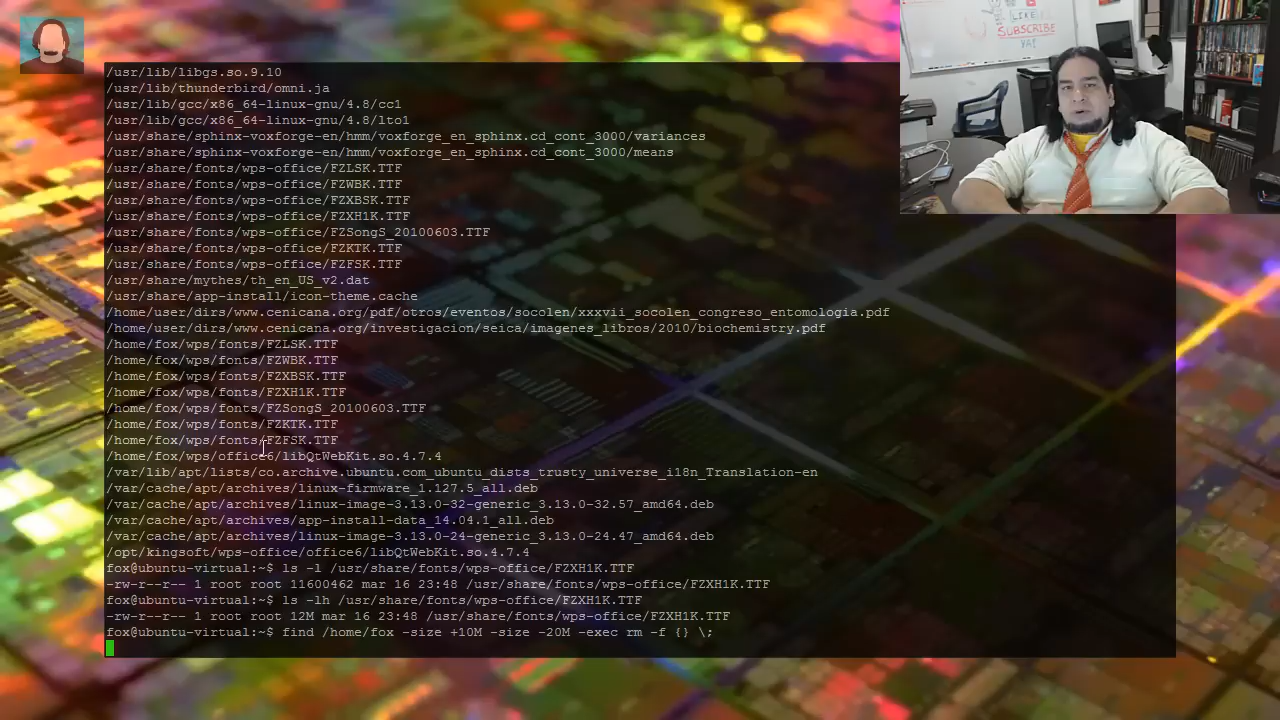 LIKE
SUBSCRIBE
YA!
/usr/lib/libgs.so.9.10
/usr/lib/thunderbird/omni.ja
/usr/lib/gcc/x86_64-linux-gnu/4.8/cc1
/usr/lib/gcc/x86_64-linux-gnu/4.8/lto1
/usr/share/sphinx-voxforge-en/hmm/voxforge_en_sphinx.cd_cont_3000/variances
/usr/share/sphinx-voxforge-en/hmm/voxforge_en_sphinx.cd_cont_3000/means
/usr/share/fonts/wps-office/FZLSK.TTF
/usr/share/fonts/wps-office/FZWBK.TTF
/usr/share/fonts/wps-office/FZXBSK.TTF
/usr/share/fonts/wps-office/FZXH1K.TTF
/usr/share/fonts/wps-office/FZSongS_20100603.TTF
/usr/share/fonts/wps-office/FZKTK.TTF
/usr/share/fonts/wps-office/FZFSK.TTF
/usr/share/mythes/th_en_US_v2.dat
/usr/share/app-install/icon-theme.cache
/home/user/dirs/www.cenicana.org/pdf/otros/eventos/socolen/xxxvii_socolen_congreso_entomologia.pdf
/home/user/dirs/www.cenicana.org/investigacion/seica/imagenes_libros/2010/biochemistry.pdf
/home/fox/wps/fonts/FZLSK.TTF
/home/fox/wps/fonts/FZWBK.TTF
/home/fox/wps/fonts/FZXBSK.TTF
/home/fox/wps/fonts/FZXH1K.TTF
/home/fox/wps/fonts/FZSongS_20100603.TTF
/home/fox/wps/fonts/FZKTK.TTF
/home/fox/wps/fonts/FZFSK.TTF
/home/fox/wps/office6/libQtWebKit.so.4.7.4
/var/lib/apt/lists/co.archive.ubuntu.com_ubuntu_dists_trusty_universe_i18n_Translation-en
/var/cache/apt/archives/linux-firmware_1.127.5_all.deb
/var/cache/apt/archives/linux-image-3.13.0-32-generic_3.13.0-32.57_amd64.deb
/var/cache/apt/archives/app-install-data_14.04.1_all.deb
/var/cache/apt/archives/linux-image-3.13.0-24-generic_3.13.0-24.47_amd64.deb
/opt/kingsoft/wps-office/office6/libQtWebKit.so.4.7.4
fox@ubuntu-virtual:~$ ls -l /usr/share/fonts/wps-office/FZXH1K.TTF
-rw-r--r-- 1 root root 11600462 mar 16 23:48 /usr/share/fonts/wps-office/FZXH1K.TTF
fox@ubuntu-virtual:~$ ls -lh /usr/share/fonts/wps-office/FZXH1K.TTF
-rw-r--r-- 1 root root 12M mar 16 23:48 /usr/share/fonts/wps-office/FZXH1K.TTF
fox@ubuntu-virtual:~$ find /home/fox -size +10M -size -20M -exec rm -f {} \;